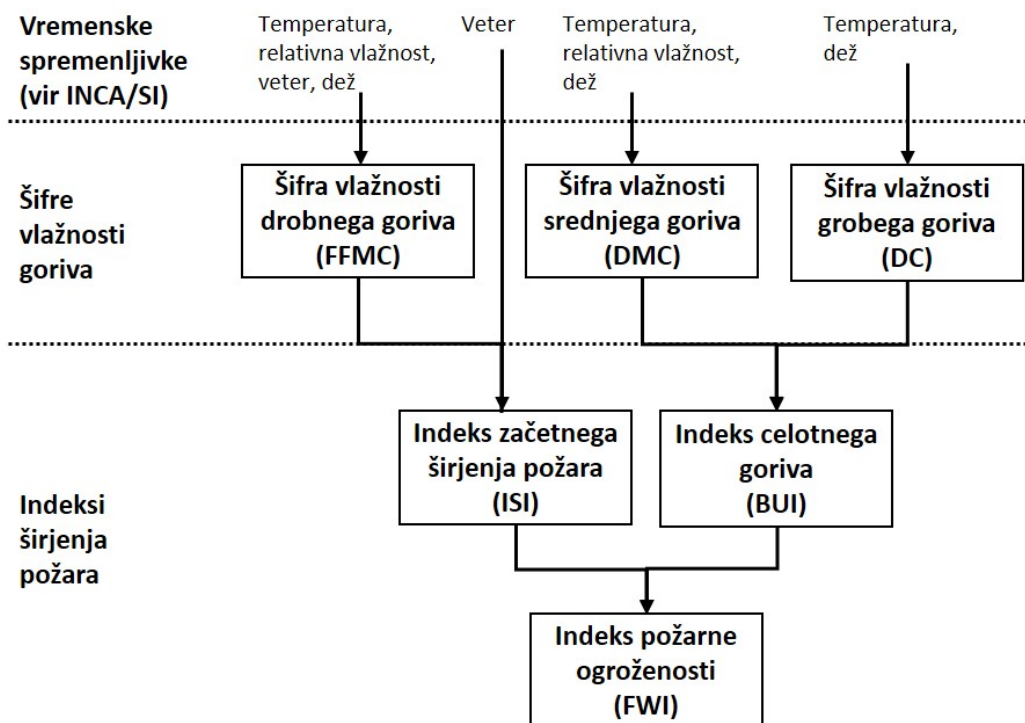 Vremenske
spremenljivke
(vir INCA/SI)
Temperatura,
relativna vlažnost,
veter, dež
Veter
Temperatura,
relativna vlažnost,
dež
Temperatura,
dež
Šifre
vlažnosti
goriva
Šifra vlažnosti
drobnega goriva
(FFMC)
Šifra vlažnosti
srednjega goriva
(DMC)
Šifra vlažnosti
grobega goriva
(DC)
Indeksi
širjenja
požara
Indeks začetnega
širjenja požara
(ISI)
Indeks celotnega
goriva
(BUI)
Indeks požarne
ogroženosti
(FWI)